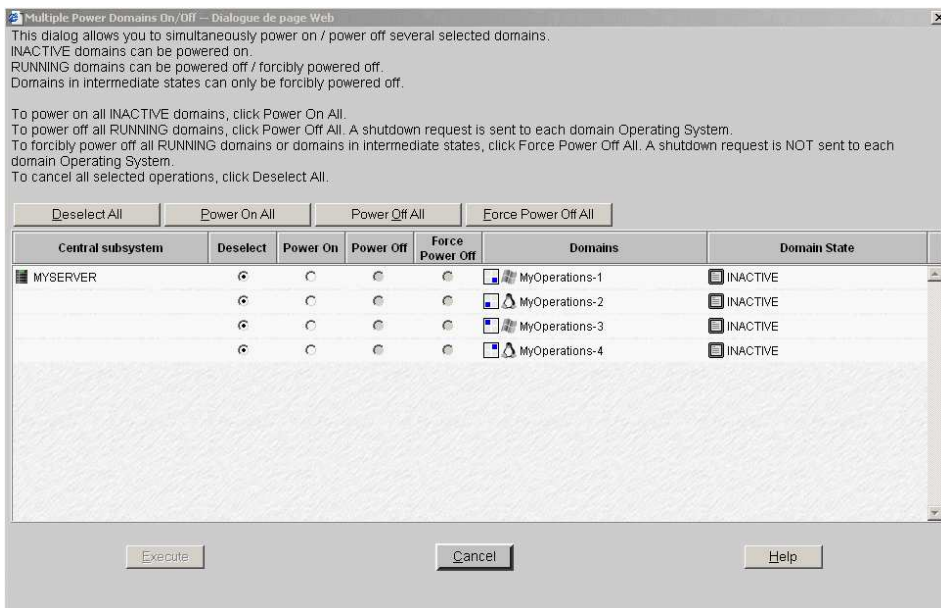 Multiple Power Domains On/Off -- Dialogue de page Web
This dialog allows you to simultaneously power on / power off several selected domains.
INACTIVE domains can be powered on.
RUNNING domains can be powered off / forcibly powered off.
Domains in intermediate states can only be forcibly powered off.
To power on all INACTIVE domains, click Power On All.
To power off all RUNNING domains, click Power Off All. A shutdown request is sent to each domain Operating System.
To forcibly power off all RUNNING domains or domains in intermediate states, click Force Power Off All. A shutdown request is NOT sent to each
domain Operating System.
To cancel all selected operations, click Deselect All.
Deselect All Power On All Power Off All Force Power Off All
Central subsystem Deselect Power On Power Off Force Power Off Domains Domain State
MYSERVER MyOperations-1 INACTIVE
MyOperations-2 INACTIVE
MyOperations-3 INACTIVE
MyOperations-4 INACTIVE
Execute Cancel Help